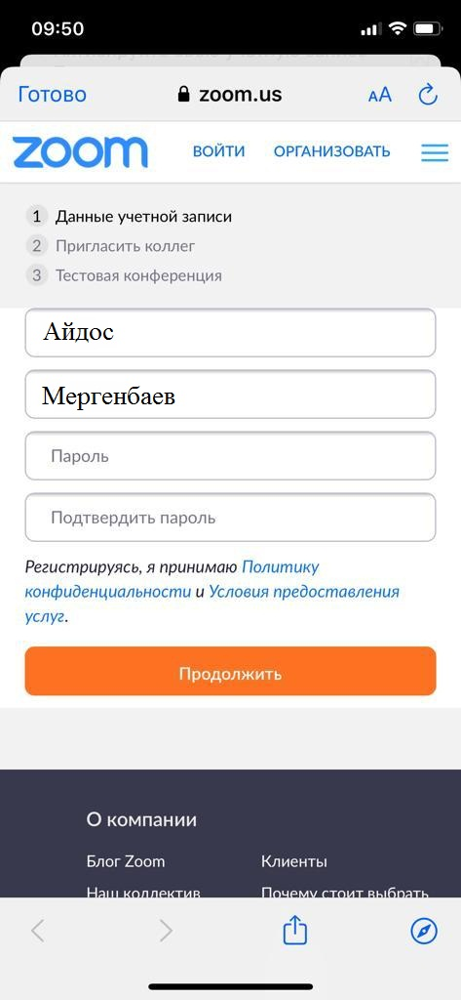 09:50
Готово
zoom.us
AA
zoom
ВОЙТИ
ОРГАНИЗОВАТЬ
1 Данные учетной записи
2 Пригласить коллег
3 Тестовая конференция
Айдос
Мергенбаев
Пароль
Подтвердить пароль
Регистрируясь, я принимаю Политику
конфиденциальности и Условия предоставления
услуг.
Продолжить
О компании
Блог Zoom
Клиенты
Наш коллектив
Почему стоит выбрать